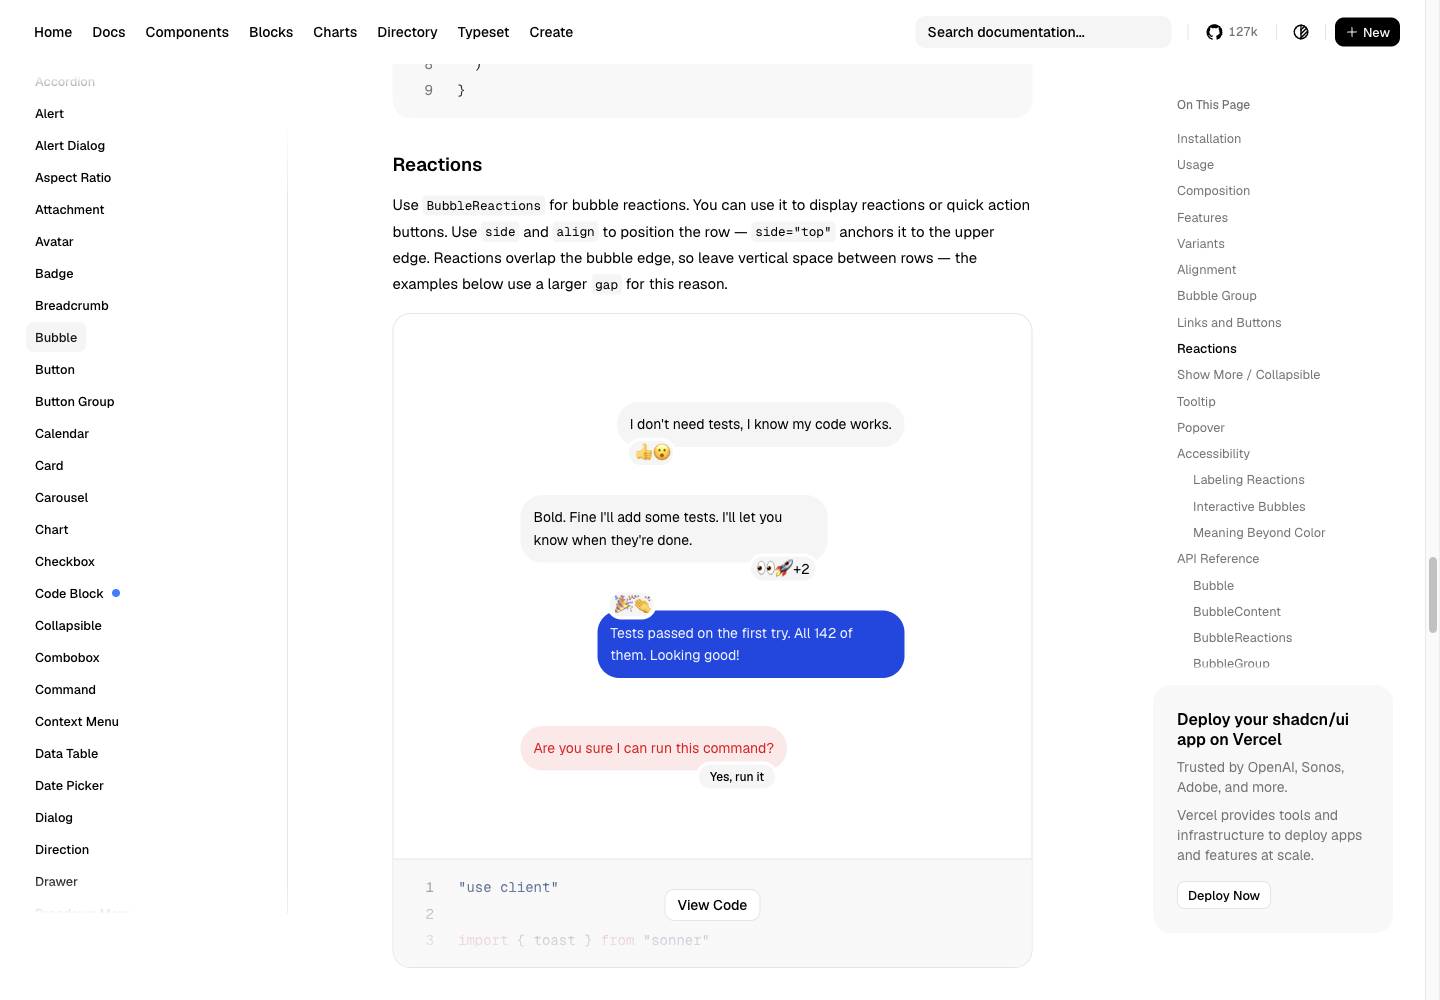 Home Docs Components Blocks Charts Directory Typeset Create
Search documentation...
127k
New
Accordion
Alert
Alert Dialog
Aspect Ratio
Attachment
Avatar
Badge
Breadcrumb
Bubble
Button
Button Group
Calendar
Card
Carousel
Chart
Checkbox
Code Block
Collapsible
Combobox
Command
Context Menu
Data Table
Date Picker
Dialog
Direction
Drawer
8 )
9 }
Reactions
Use BubbleReactions for bubble reactions. You can use it to display reactions or quick action
buttons. Use side and align to position the row — side="top" anchors it to the upper
edge. Reactions overlap the bubble edge, so leave vertical space between rows — the
examples below use a larger gap for this reason.
I don't need tests, I know my code works.
👍😮
Bold. Fine I'll add some tests. I'll let you
know when they're done.
👀🚀+2
🎉👏
Tests passed on the first try. All 142 of
them. Looking good!
Are you sure I can run this command?
Yes, run it
1 "use client"
2
3 import { toast } from "sonner"
View Code
On This Page
Installation
Usage
Composition
Features
Variants
Alignment
Bubble Group
Links and Buttons
Reactions
Show More / Collapsible
Tooltip
Popover
Accessibility
Labeling Reactions
Interactive Bubbles
Meaning Beyond Color
API Reference
Bubble
BubbleContent
BubbleReactions
BubbleGroup
Deploy your shadcn/ui
app on Vercel
Trusted by OpenAI, Sonos,
Adobe, and more.
Vercel provides tools and
infrastructure to deploy apps
and features at scale.
Deploy Now